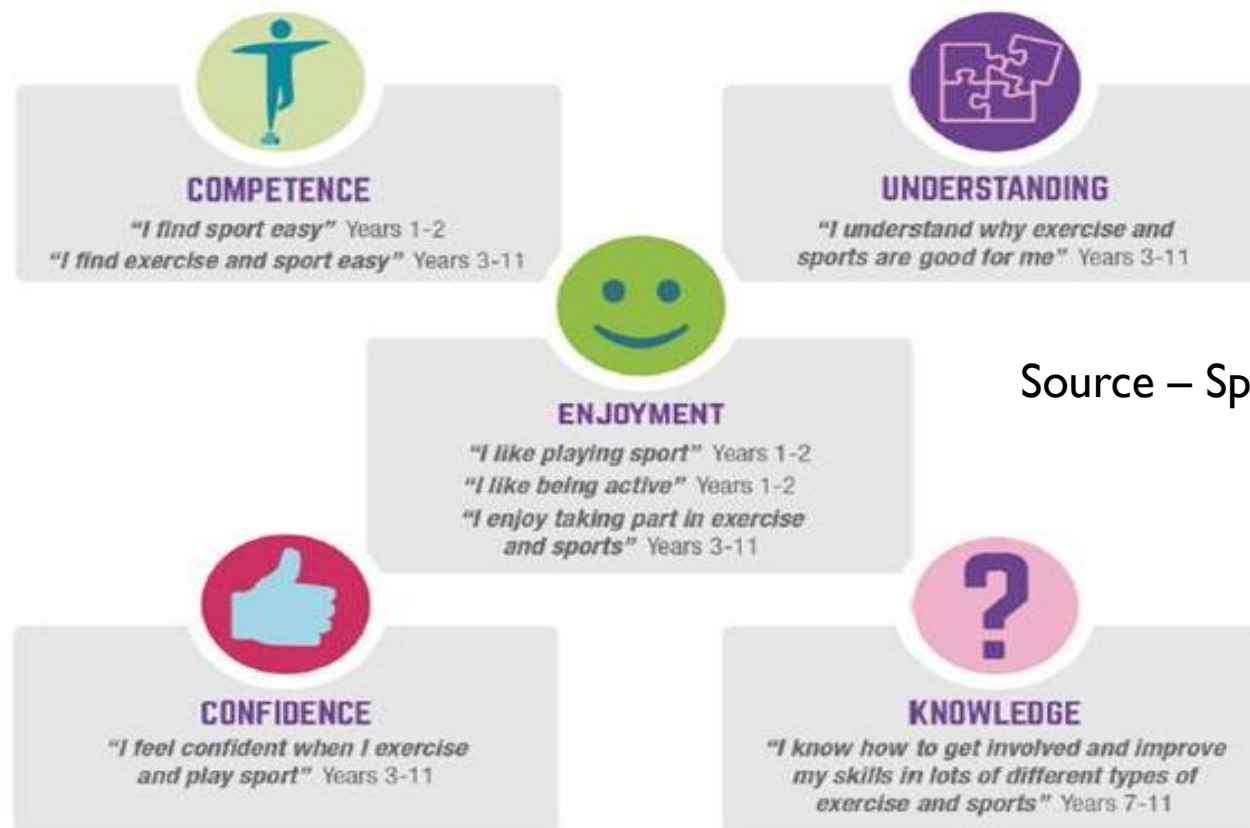 COMPETENCE
"I find sport easy" Years 1-2
"I find exercise and sport easy" Years 3-11
UNDERSTANDING
"I understand why exercise and
sports are good for me" Years 3-11
ENJOYMENT
"I like playing sport" Years 1-2
"I like being active" Years 1-2
"I enjoy taking part in exercise
and sports" Years 3-11
Source – Sp
CONFIDENCE
"I feel confident when I exercise
and play sport" Years 3-11
?
KNOWLEDGE
"I know how to get involved and improve
my skills in lots of different types of
exercise and sports" Years 7-11